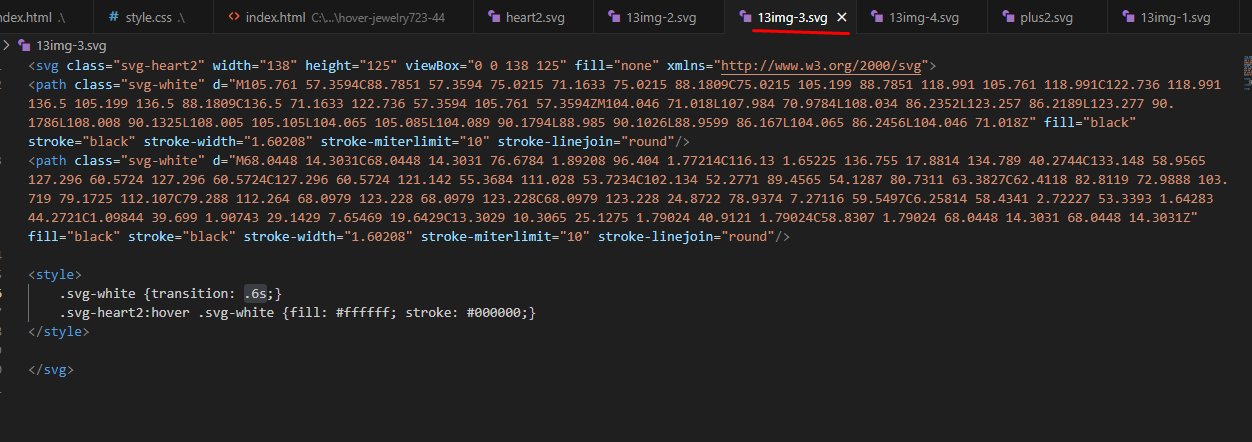 ndex.html .\ # style.css .\ <> index.html C:\...\hover-jewelry723-44 heart2.svg 13img-2.svg 13img-3.svg × 13img-4.svg plus2.svg 13img-1.svg
> 13img-3.svg
<svg class="svg-heart2" width="138" height="125" viewBox="0 0 138 125" fill="none" xmlns="http://www.w3.org/2000/svg">
<path class="svg-white" d="M105.761 57.3594C88.7851 57.3594 75.0215 71.1633 75.0215 88.1809C75.0215 105.199 88.7851 118.991 105.761 118.991C122.736 118.991
136.5 105.199 136.5 88.1809C136.5 71.1633 122.736 57.3594 105.761 57.3594ZM104.046 71.018L107.984 70.9784L108.034 86.2352L123.257 86.2189L123.277 90.
1786L108.008 90.1325L108.005 105.105L104.065 105.085L104.089 90.1794L88.985 90.1026L88.9599 86.167L104.065 86.2456L104.046 71.018Z" fill="black"
stroke="black" stroke-width="1.60208" stroke-miterlimit="10" stroke-linejoin="round"/>
<path class="svg-white" d="M68.0448 14.3031C68.0448 14.3031 76.6784 1.89208 96.404 1.77214C116.13 1.65225 136.755 17.8814 134.789 40.2744C133.148 58.9565
127.296 60.5724 127.296 60.5724C127.296 60.5724 121.142 55.3684 111.028 53.7234C102.134 52.2771 89.4565 54.1287 80.7311 63.3827C62.4118 82.8119 72.9888 103.
719 79.1725 112.107C79.288 112.264 68.0979 123.228 68.0979 123.228C68.0979 123.228 24.8722 78.9374 7.27116 59.5497C6.25814 58.4341 2.72227 53.3393 1.64283
44.2721C1.09844 39.699 1.90743 29.1429 7.65469 19.6429C13.3029 10.3065 25.1275 1.79024 40.9121 1.79024C58.8307 1.79024 68.0448 14.3031 68.0448 14.3031Z"
fill="black" stroke="black" stroke-width="1.60208" stroke-miterlimit="10" stroke-linejoin="round"/>
<style>
.svg-white {transition: .6s;}
.svg-heart2:hover .svg-white {fill: #ffffff; stroke: #000000;}
</style>
</svg>